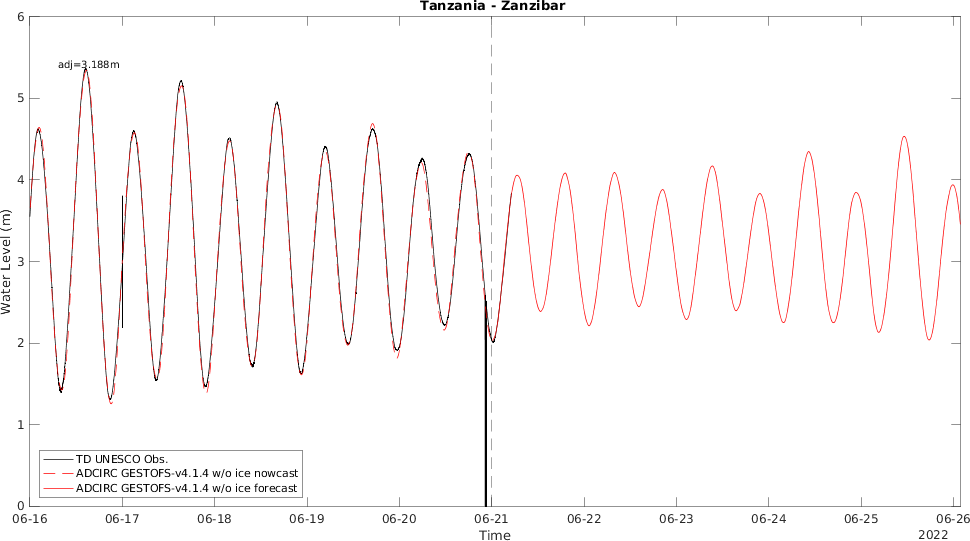 Tanzania - Zanzibar
6
adj=3.188m
5
4
3
2
1
0
Water Level (m)
TD UNESCO Obs.
ADCIRC GESTOFS-v4.1.4 w/o ice nowcast
ADCIRC GESTOFS-v4.1.4 w/o ice forecast
06-16 06-17 06-18 06-19 06-20 06-21 06-22 06-23 06-24 06-25 06-26
Time
2022